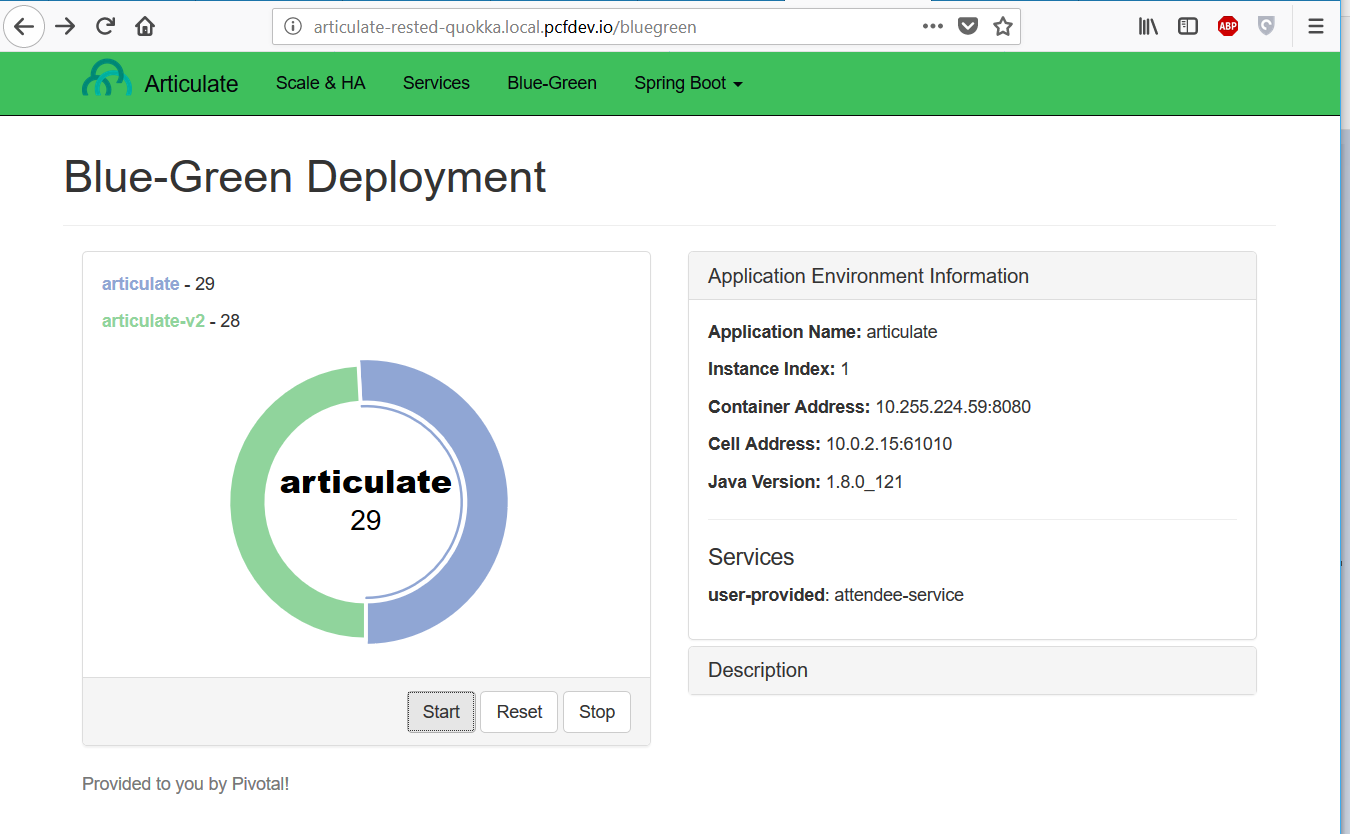 articulate-rested-quokka.local.pcfdev.io/bluegreen
ABP
Articulate Scale & HA Services Blue-Green Spring Boot
Blue-Green Deployment
articulate - 29
articulate-v2 - 28
articulate
29
Start Reset Stop
Application Environment Information
Application Name: articulate
Instance Index: 1
Container Address: 10.255.224.59:8080
Cell Address: 10.0.2.15:61010
Java Version: 1.8.0_121
Services
user-provided: attendee-service
Description
Provided to you by Pivotal!